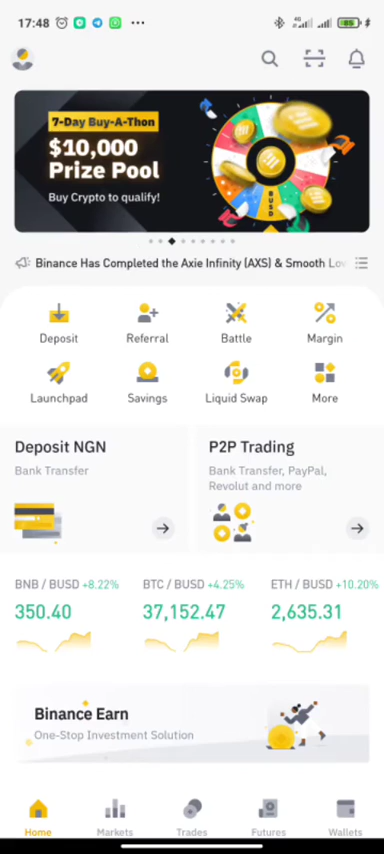 17:48
4G
85
7-Day Buy-A-Thon
$10,000
Prize Pool
Buy Crypto to qualify!
BUSD
Binance Has Completed the Axie Infinity (AXS) & Smooth
Deposit
Referral
Battle
Margin
Launchpad
Savings
Liquid Swap
More
Deposit NGN
Bank Transfer
P2P Trading
Bank Transfer, PayPal,
Revolut and more
BNB / BUSD +8.22%
350.40
BTC / BUSD +4.25%
37,152.47
ETH / BUSD +10.20%
2,635.31
Binance Earn
One-Stop Investment Solution
Home
Markets
Trades
Futures
Wallets